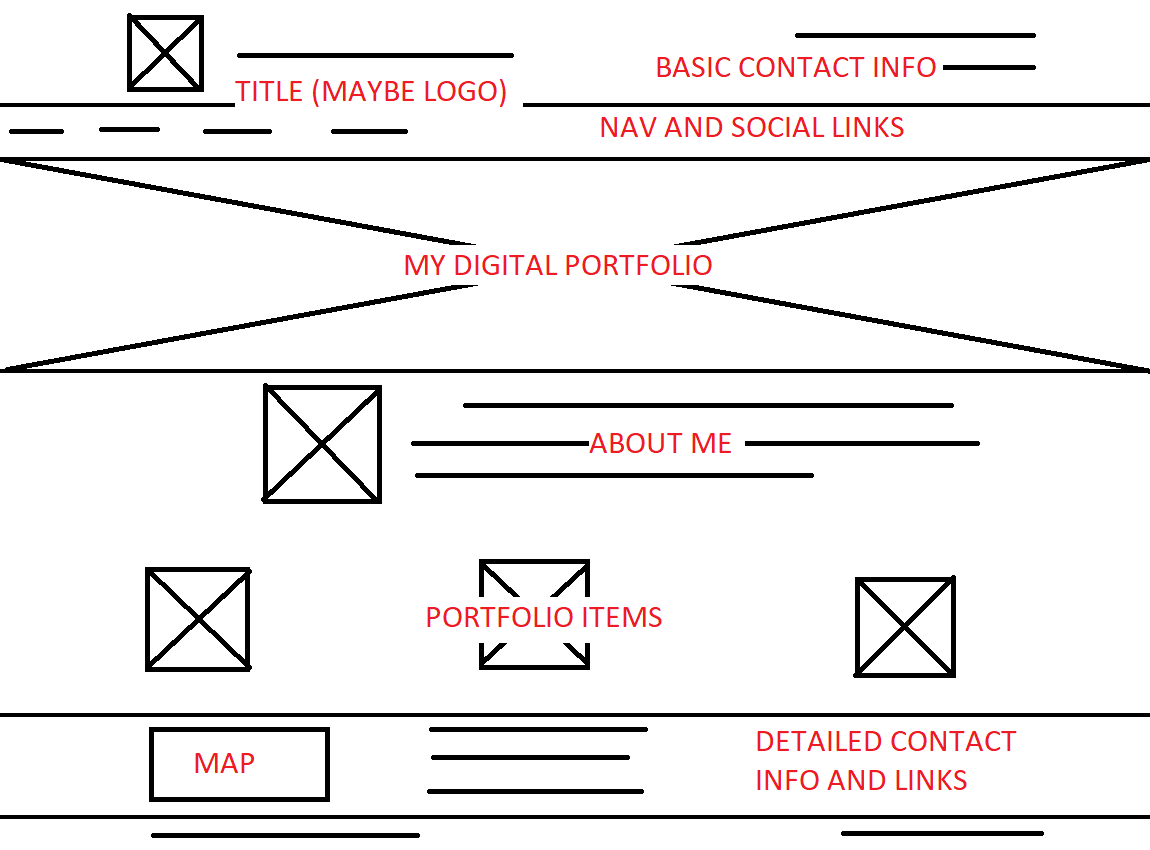 TITLE (MAYBE LOGO)
BASIC CONTACT INFO
NAV AND SOCIAL LINKS
MY DIGITAL PORTFOLIO
ABOUT ME
PORTFOLIO ITEMS
MAP
DETAILED CONTACT
INFO AND LINKS